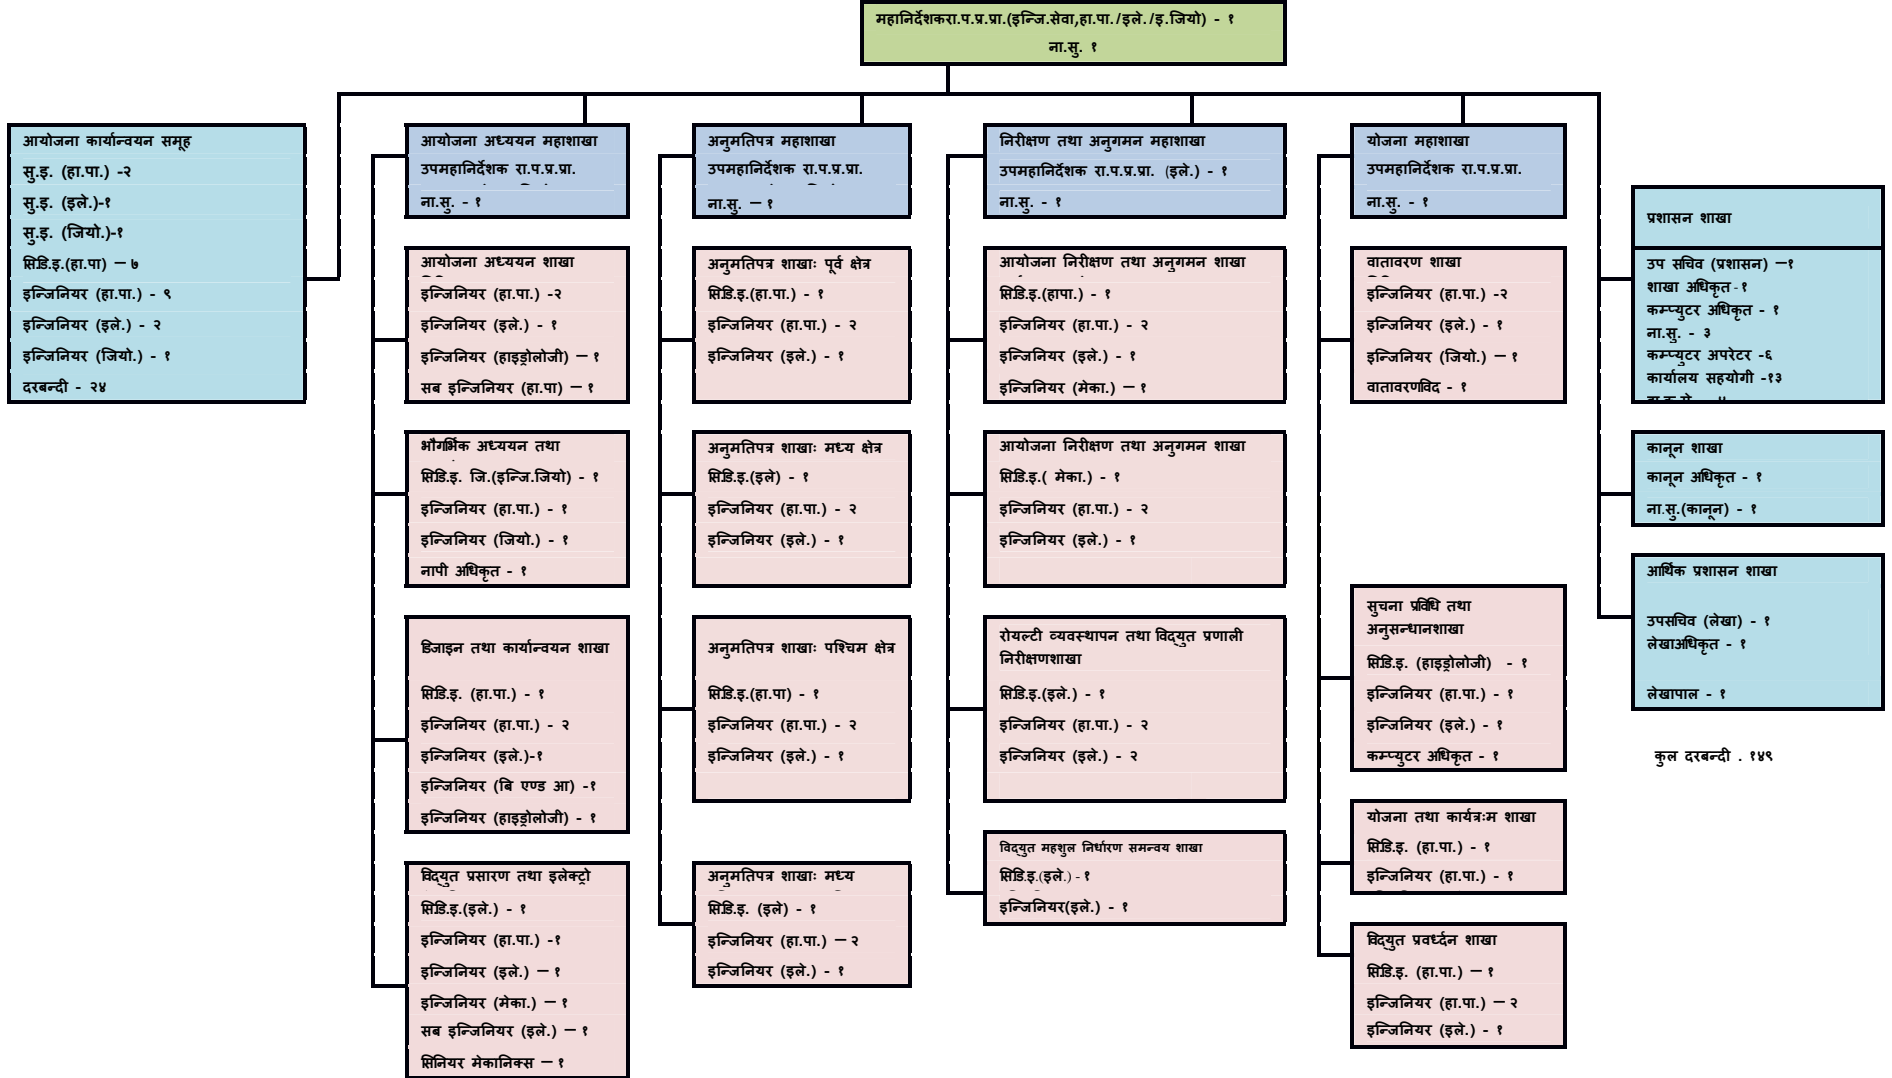 महानिर्देशकरा.प.प्र.प्रा.(इन्जि.सेवा,हा.पा./इले./इ.जियो) - १
ना.सु. १
आयोजना कार्यान्वयन समूह
सु.इ. (हा.पा.) -२
सु.इ. (इले.)-१
सु.इ. (जियो.)-१
सि.डि.इ.(हा.पा) – ७
इन्जिनियर (हा.पा.) - ९
इन्जिनियर (इले.) - २
इन्जिनियर (जियो.) - १
दरबन्दी - २४
आयोजना अध्ययन महाशाखा
उपमहानिर्देशक रा.प.प्र.प्रा.
ना.सु. - १
आयोजना अध्ययन शाखा
इन्जिनियर (हा.पा.) -२
इन्जिनियर (इले.) - १
इन्जिनियर (हाइड्रोलोजी) – १
सब इन्जिनियर (हा.पा) – १
भौगर्भिक अध्ययन तथा
सि.डि.इ. जि.(इन्जि.जियो) - १
इन्जिनियर (हा.पा.) - १
इन्जिनियर (जियो.) - १
नापी अधिकृत - १
डिजाइन तथा कार्यान्वयन शाखा
सि.डि.इ. (हा.पा.) - १
इन्जिनियर (हा.पा.) - २
इन्जिनियर (इले.)-१
इन्जिनियर (बि एण्ड आ) -१
इन्जिनियर (हाइड्रोलोजी) - १
विद्युत प्रसारण तथा इलेक्ट्रो
सि.डि.इ.(इले.) - १
इन्जिनियर (हा.पा.) -१
इन्जिनियर (इले.) – १
इन्जिनियर (मेका.) – १
सब इन्जिनियर (इले.) – १
सिनियर मेकानिक्स – १
अनुमतिपत्र महाशाखा
उपमहानिर्देशक रा.प.प्र.प्रा.
ना.सु. – १
अनुमतिपत्र शाखाः पूर्व क्षेत्र
सि.डि.इ.(हा.पा.) - १
इन्जिनियर (हा.पा.) - २
इन्जिनियर (इले.) - १
अनुमतिपत्र शाखाः मध्य क्षेत्र
सि.डि.इ.(इले) - १
इन्जिनियर (हा.पा.) - २
इन्जिनियर (इले.) - १
अनुमतिपत्र शाखाः पश्चिम क्षेत्र
सि.डि.इ.(हा.पा) - १
इन्जिनियर (हा.पा.) - २
इन्जिनियर (इले.) - १
अनुमतिपत्र शाखाः मध्य
सि.डि.इ. (इले) - १
इन्जिनियर (हा.पा.) – २
इन्जिनियर (इले.) - १
निरीक्षण तथा अनुगमन महाशाखा
उपमहानिर्देशक रा.प.प्र.प्रा. (इले.) - १
ना.सु. - १
आयोजना निरीक्षण तथा अनुगमन शाखा
सि.डि.इ.(हापा.) - १
इन्जिनियर (हा.पा.) - २
इन्जिनियर (इले.) - १
इन्जिनियर (मेका.) – १
आयोजना निरीक्षण तथा अनुगमन शाखा
सि.डि.इ.( मेका.) - १
इन्जिनियर (हा.पा.) - २
इन्जिनियर (इले.) - १
रोयल्टी व्यवस्थापन तथा विद्युत प्रणाली
निरीक्षणशाखा
सि.डि.इ.(इले.) - १
इन्जिनियर (हा.पा.) - २
इन्जिनियर (इले.) - २
विद्युत महशुल निर्धारण समन्वय शाखा
सि.डि.इ.(इले.) - १
इन्जिनियर(इले.) - १
योजना महाशाखा
उपमहानिर्देशक रा.प.प्र.प्रा.
ना.सु. - १
वातावरण शाखा
इन्जिनियर (हा.पा.) -२
इन्जिनियर (इले.) - १
इन्जिनियर (जियो.) – १
वातावरणविद - १
सुचना प्रविधि तथा
अनुसन्धानशाखा
सि.डि.इ. (हाइड्रोलोजी) - १
इन्जिनियर (हा.पा.) - १
इन्जिनियर (इले.) - १
कम्प्युटर अधिकृत - १
योजना तथा कार्यत्रःम शाखा
सि.डि.इ. (हा.पा.) - १
इन्जिनियर (हा.पा.) - १
विद्युत प्रवर्ध्दन शाखा
सि.डि.इ. (हा.पा.) – १
इन्जिनियर (हा.पा.) – २
इन्जिनियर (इले.) - १
प्रशासन शाखा
उप सचिव (प्रशासन) –१
शाखा अधिकृत - १
कम्प्युटर अधिकृत - १
ना.सु. - ३
कम्प्युटर अपरेटर -६
कार्यालय सहयोगी -१३
कानून शाखा
कानून अधिकृत - १
ना.सु.(कानून) - १
आर्थिक प्रशासन शाखा
उपसचिव (लेखा) - १
लेखाअधिकृत - १
लेखापाल - १
कुल दरबन्दी . १४९